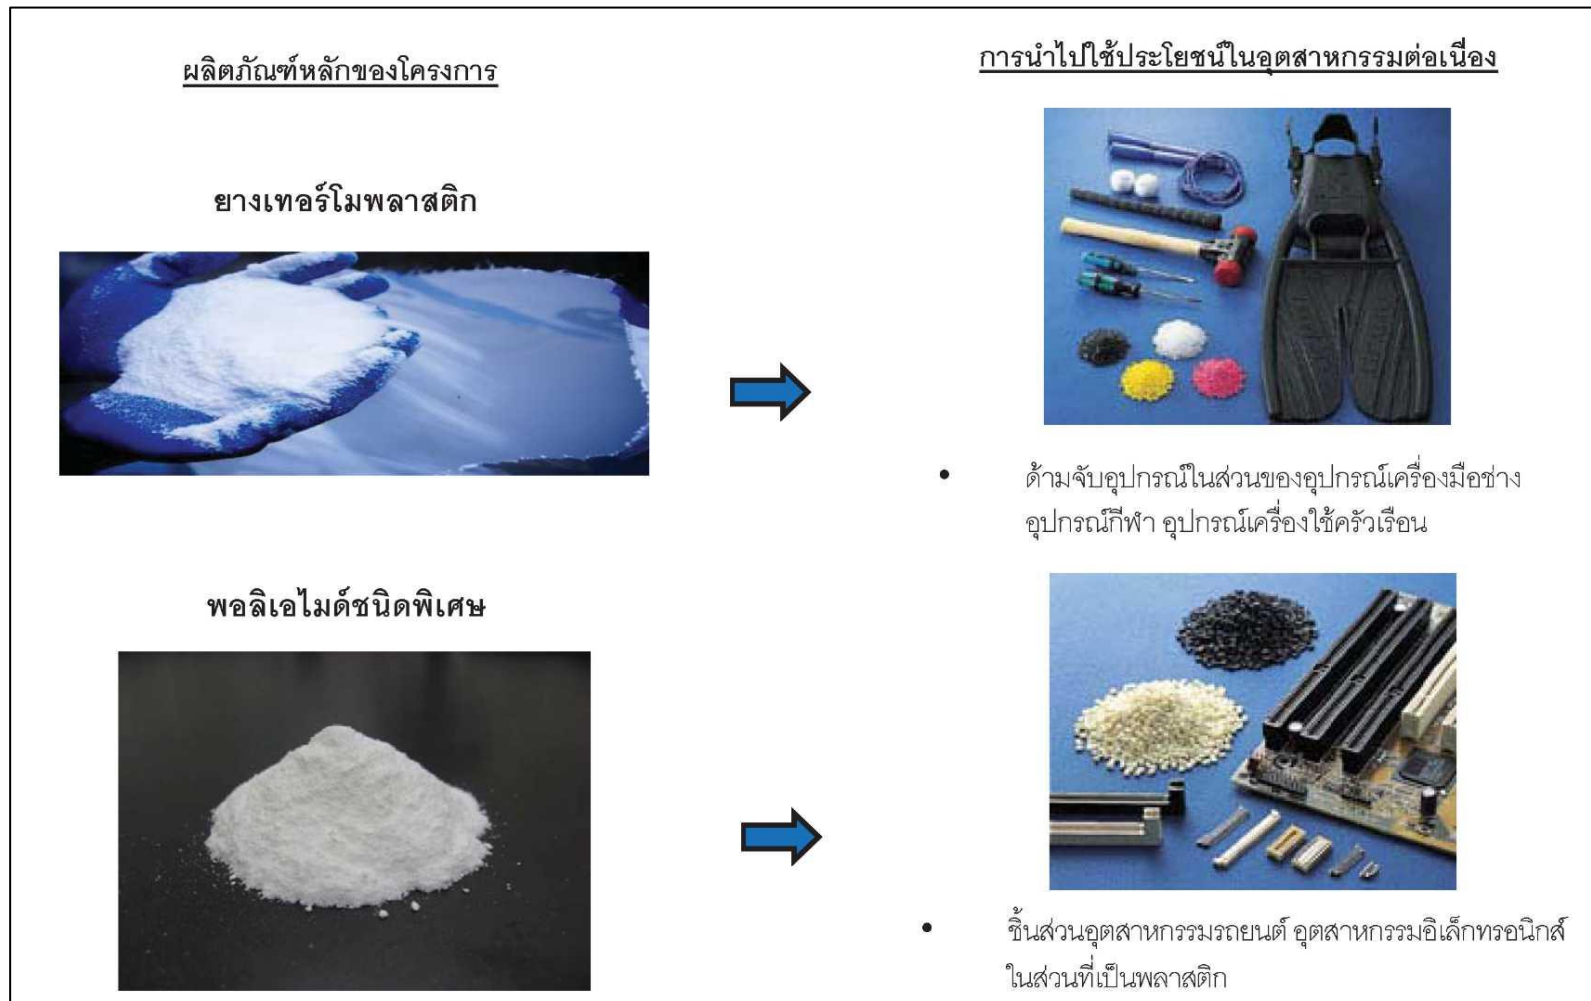 ผลิตภัณฑ์หลักของโครงการ
การนำไปใช้ประโยชน์ในอุตสาหกรรมต่อเนื่อง
ยางเทอร์โมพลาสติก
• ด้ามจับอุปกรณ์ในส่วนของอุปกรณ์เครื่องมือช่าง
อุปกรณ์กีฬา อุปกรณ์เครื่องใช้ครัวเรือน
พอลิเอไมด์ชนิดพิเศษ
• ชิ้นส่วนอุตสาหกรรมรถยนต์ อุตสาหกรรมอิเล็กทรอนิกส์
ในส่วนที่เป็นพลาสติก